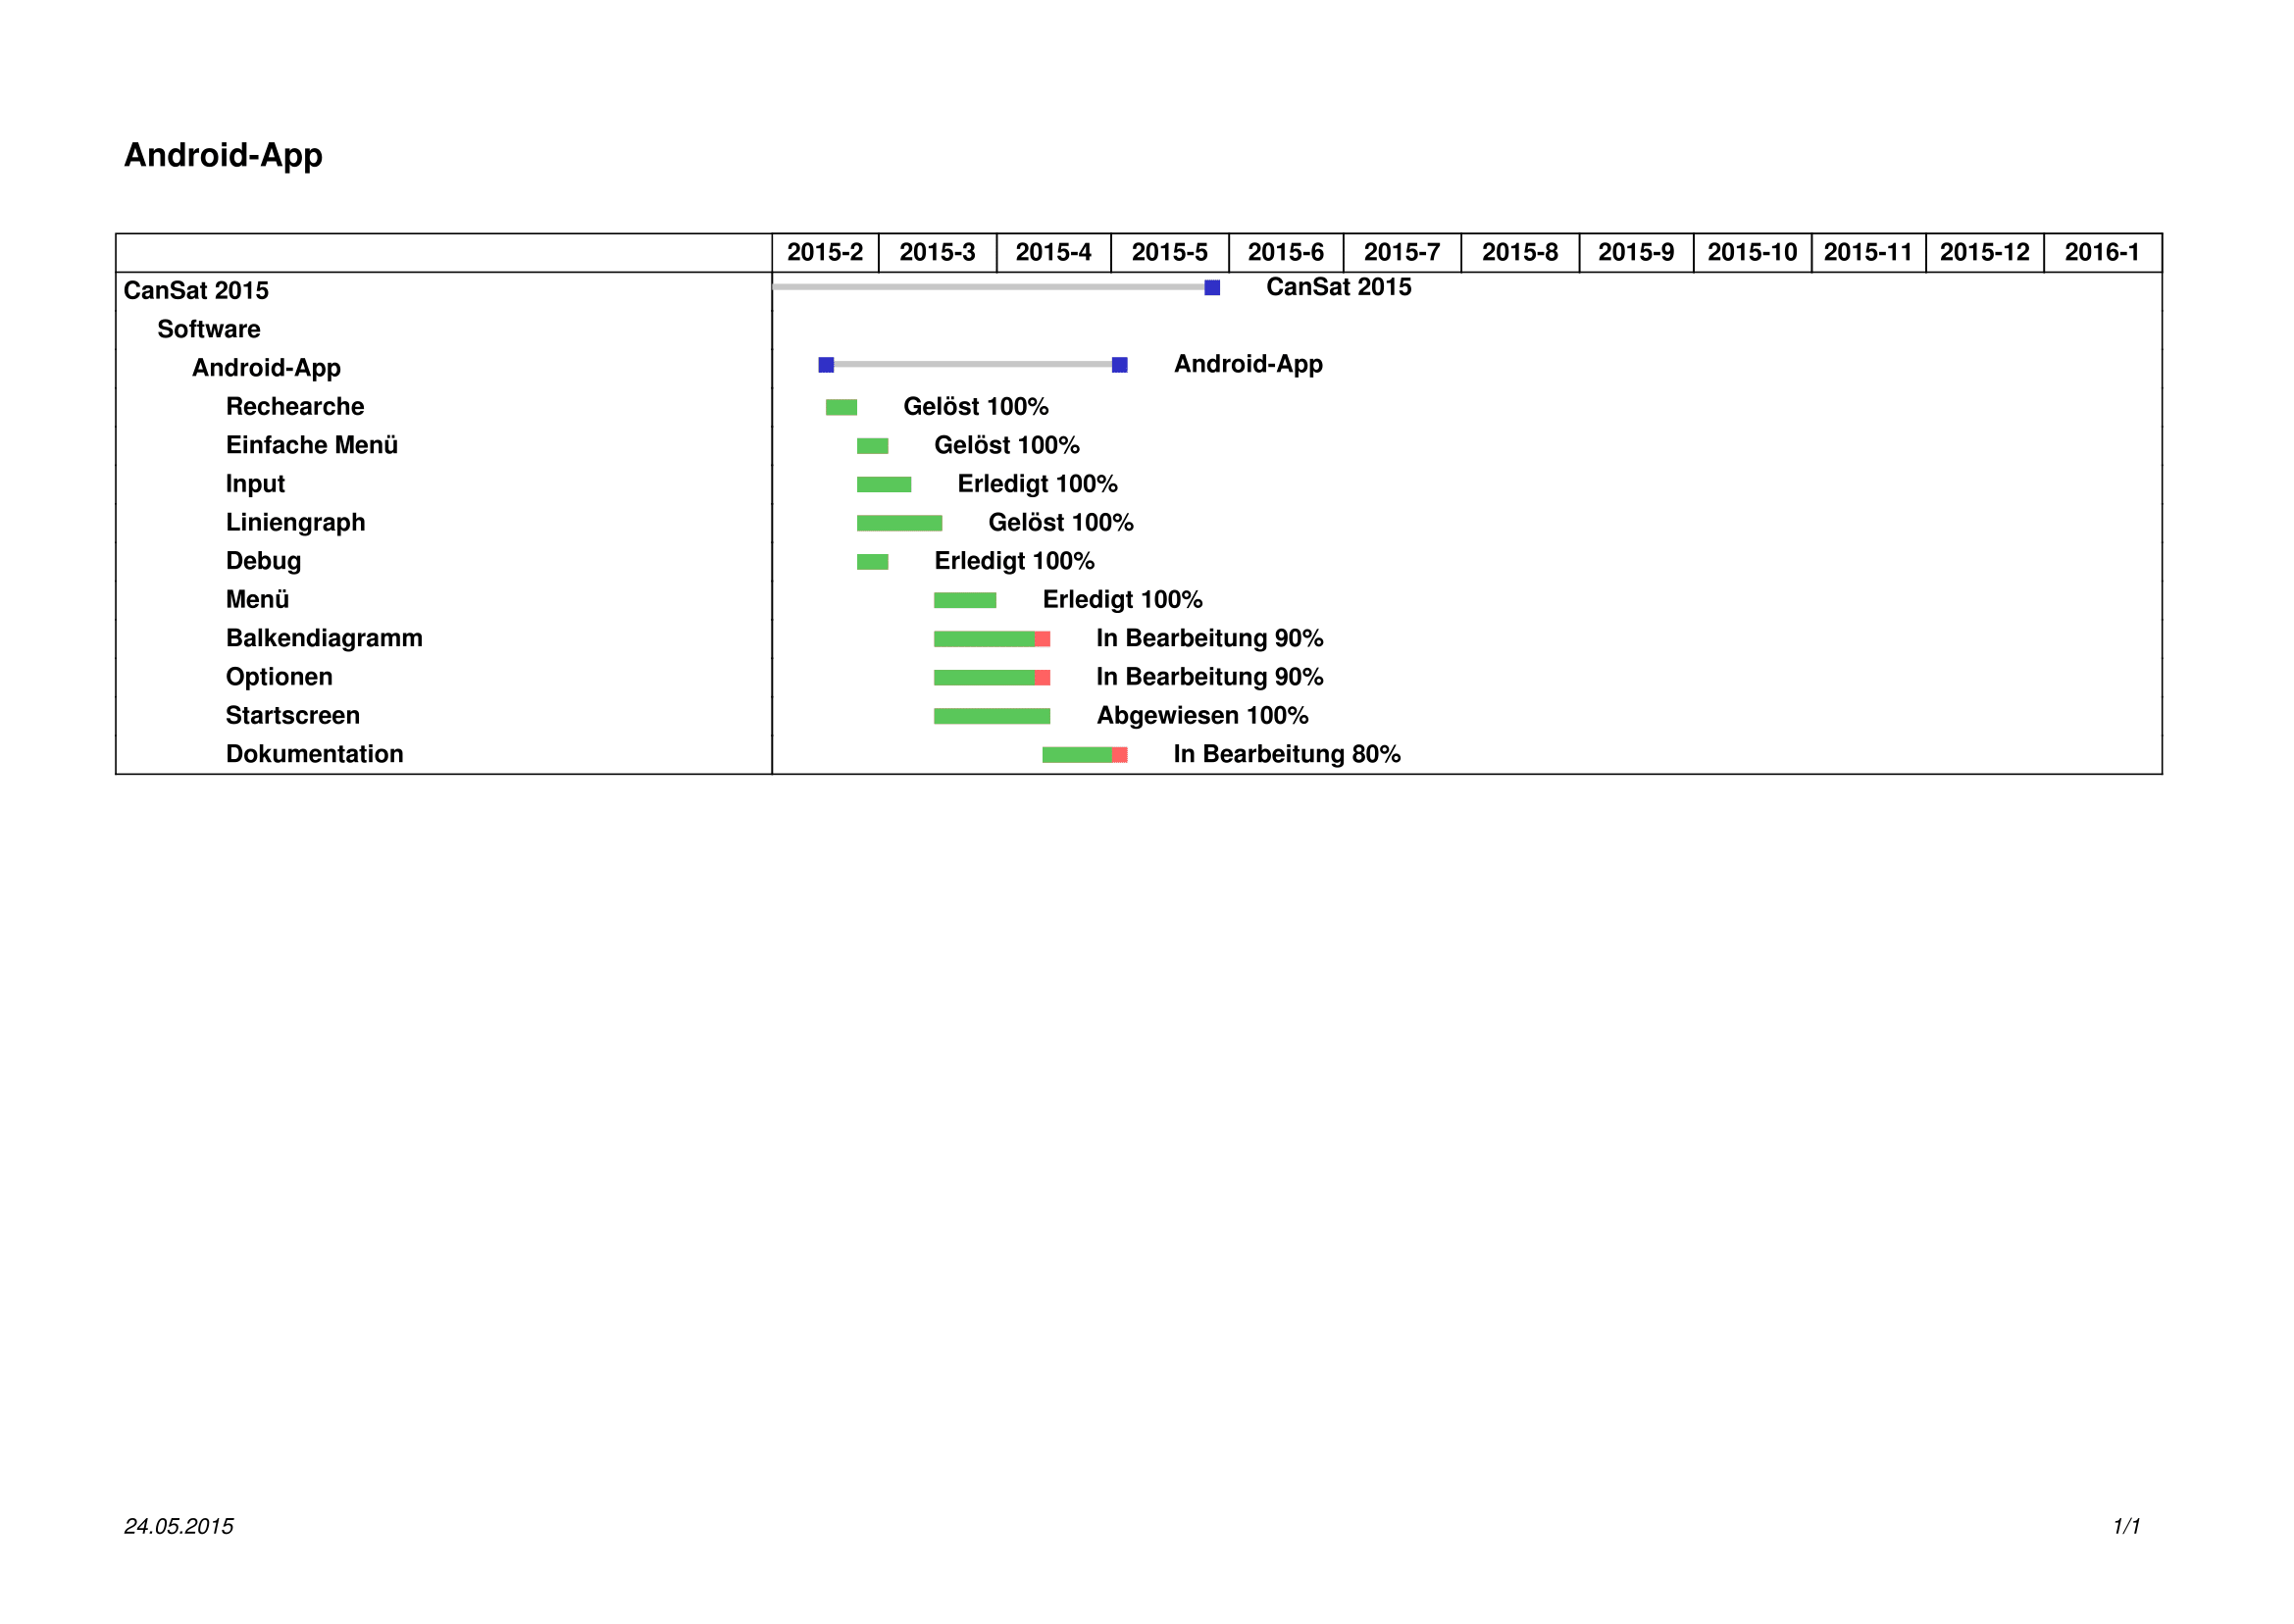 Android-App
2015-2 2015-3 2015-4 2015-5 2015-6 2015-7 2015-8 2015-9 2015-10 2015-11 2015-12 2016-1
CanSat 2015 CanSat 2015
Software
Android-App Android-App
Rechearche Gelöst 100%
Einfache Menü Gelöst 100%
Input Erledigt 100%
Liniengraph Gelöst 100%
Debug Erledigt 100%
Menü Erledigt 100%
Balkendiagramm In Bearbeitung 90%
Optionen In Bearbeitung 90%
Startscreen Abgewiesen 100%
Dokumentation In Bearbeitung 80%
24.05.2015 1/1